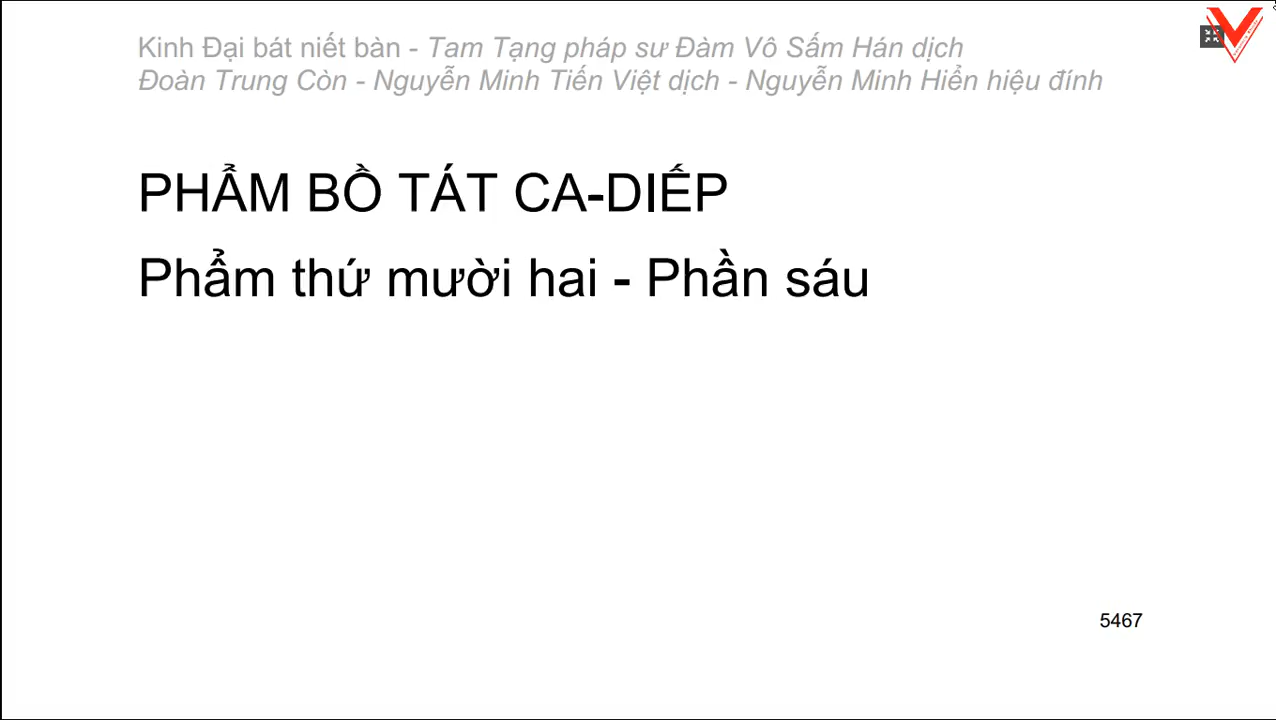 Kinh Đại bát niết bàn - Tam Tạng pháp sư Đàm Vô Sấm Hán dịch
Đoàn Trung Còn - Nguyễn Minh Tiến Việt dịch - Nguyễn Minh Hiển hiệu đính
PHẨM BỒ TÁT CA-DIẾP
Phẩm thứ mười hai - Phần sáu
5467